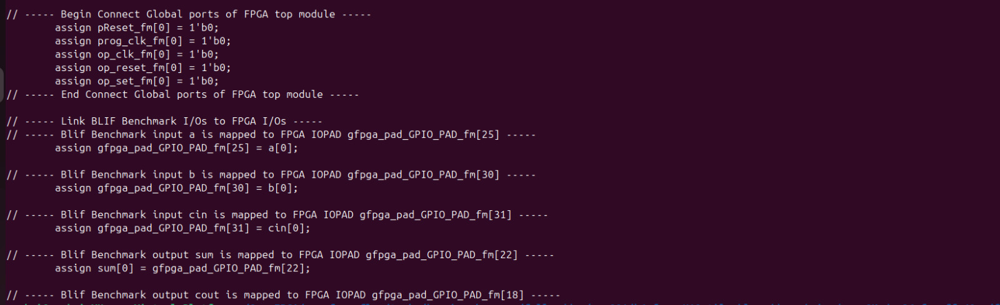 // ----- Begin Connect Global ports of FPGA top module -----
assign pReset_fm[0] = 1'b0;
assign prog_clk_fm[0] = 1'b0;
assign op_clk_fm[0] = 1'b0;
assign op_reset_fm[0] = 1'b0;
assign op_set_fm[0] = 1'b0;
// ----- End Connect Global ports of FPGA top module -----
// ----- Link BLIF Benchmark I/Os to FPGA I/Os -----
// ----- Blif Benchmark input a is mapped to FPGA IOPAD gfpga_pad_GPIO_PAD_fm[25] -----
assign gfpga_pad_GPIO_PAD_fm[25] = a[0];
// ----- Blif Benchmark input b is mapped to FPGA IOPAD gfpga_pad_GPIO_PAD_fm[30] -----
assign gfpga_pad_GPIO_PAD_fm[30] = b[0];
// ----- Blif Benchmark input cin is mapped to FPGA IOPAD gfpga_pad_GPIO_PAD_fm[31] -----
assign gfpga_pad_GPIO_PAD_fm[31] = cin[0];
// ----- Blif Benchmark output sum is mapped to FPGA IOPAD gfpga_pad_GPIO_PAD_fm[22] -----
assign sum[0] = gfpga_pad_GPIO_PAD_fm[22];
// ----- Blif Benchmark output cout is mapped to FPGA IOPAD gfpga_pad_GPIO_PAD_fm[18] -----